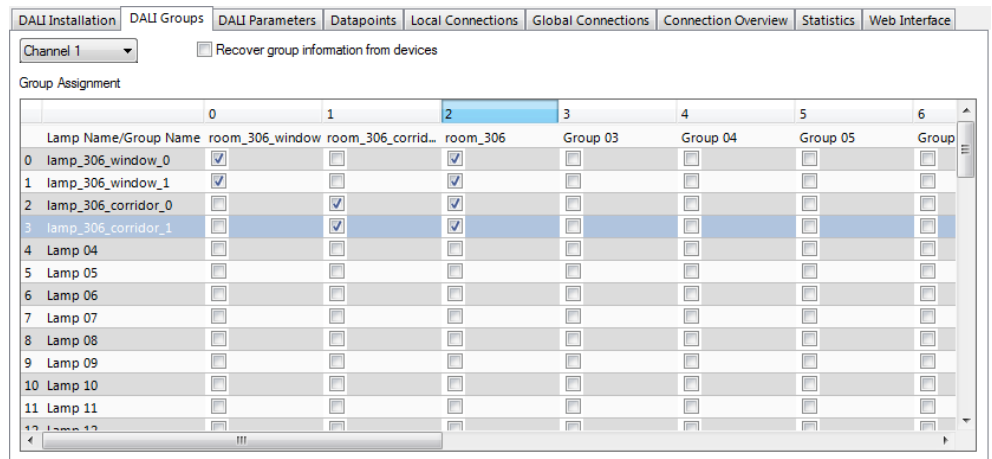 DALI Installation DALI Groups DALI Parameters Datapoints Local Connections Global Connections Connection Overview Statistics Web Interface
Channel 1 Recover group information from devices
Group Assignment
0 1 2 3 4 5 6
Lamp Name/Group Name room_306_window room_306_corrid... room_306 Group 03 Group 04 Group 05 Group
0 lamp_306_window_0
1 lamp_306_window_1
2 lamp_306_corridor_0
3 lamp_306_corridor_1
4 Lamp 04
5 Lamp 05
6 Lamp 06
7 Lamp 07
8 Lamp 08
9 Lamp 09
10 Lamp 10
11 Lamp 11
12 Lamp 12